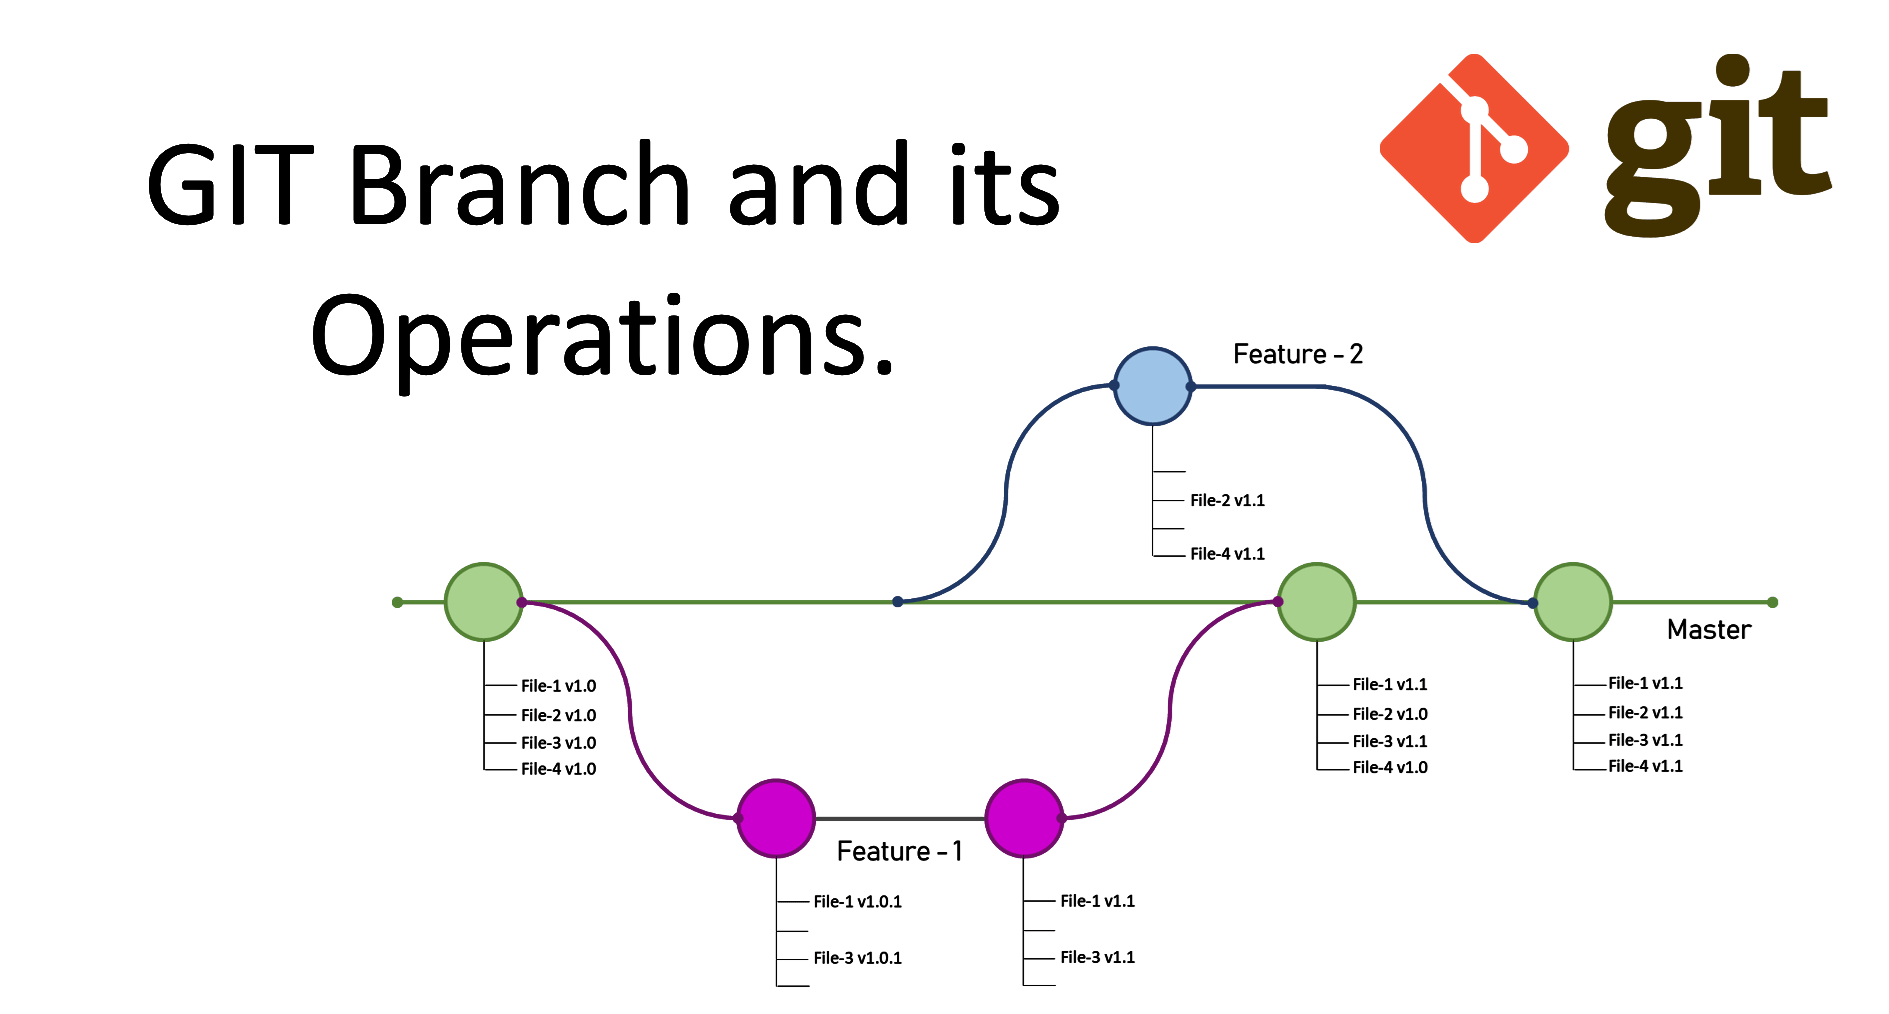 GIT Branch and its
Operations.
git
Feature - 2
File-2 v1.1
File-4 v1.1
Master
File-1 v1.0
File-2 v1.0
File-3 v1.0
File-4 v1.0
File-1 v1.1
File-2 v1.0
File-3 v1.1
File-4 v1.0
File-1 v1.1
File-2 v1.1
File-3 v1.1
File-4 v1.1
Feature - 1
File-1 v1.0.1
File-3 v1.0.1
File-1 v1.1
File-3 v1.1